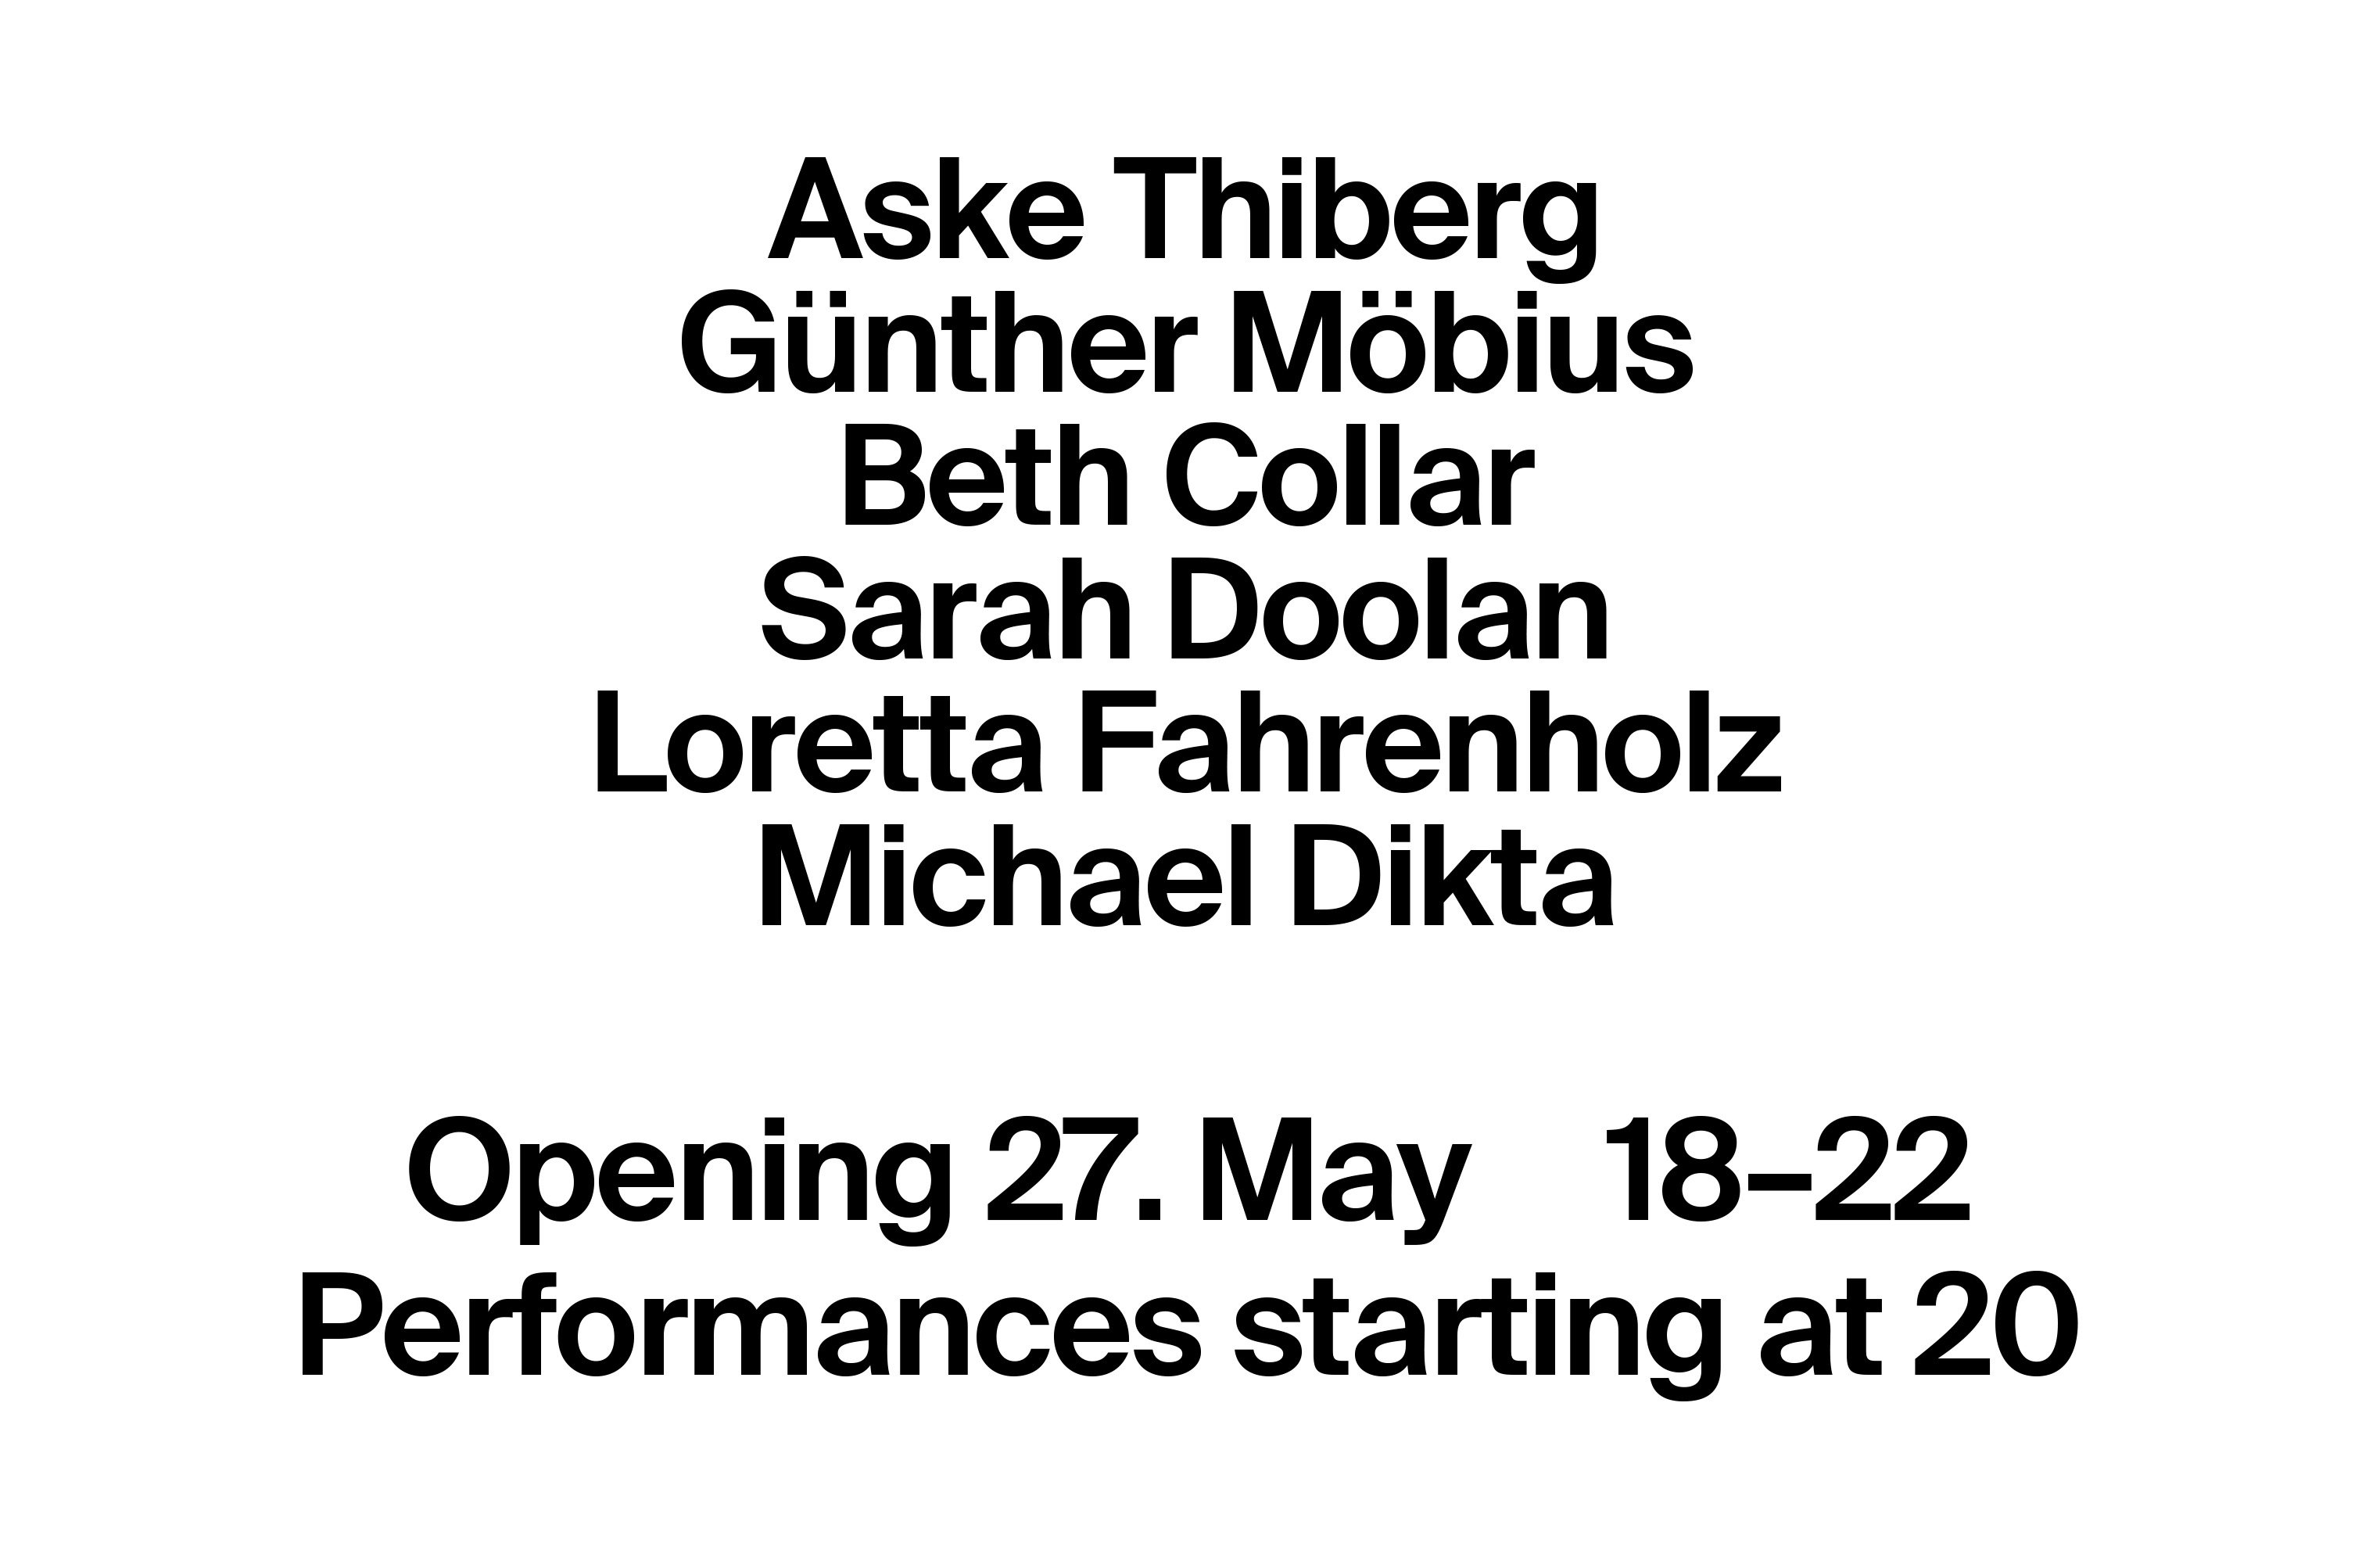 Aske Thiberg
Günther Möbius
Beth Collar
Sarah Doolan
Loretta Fahrenholz
Michael Dikta
Opening 27. May 18–22
Performances starting at 20